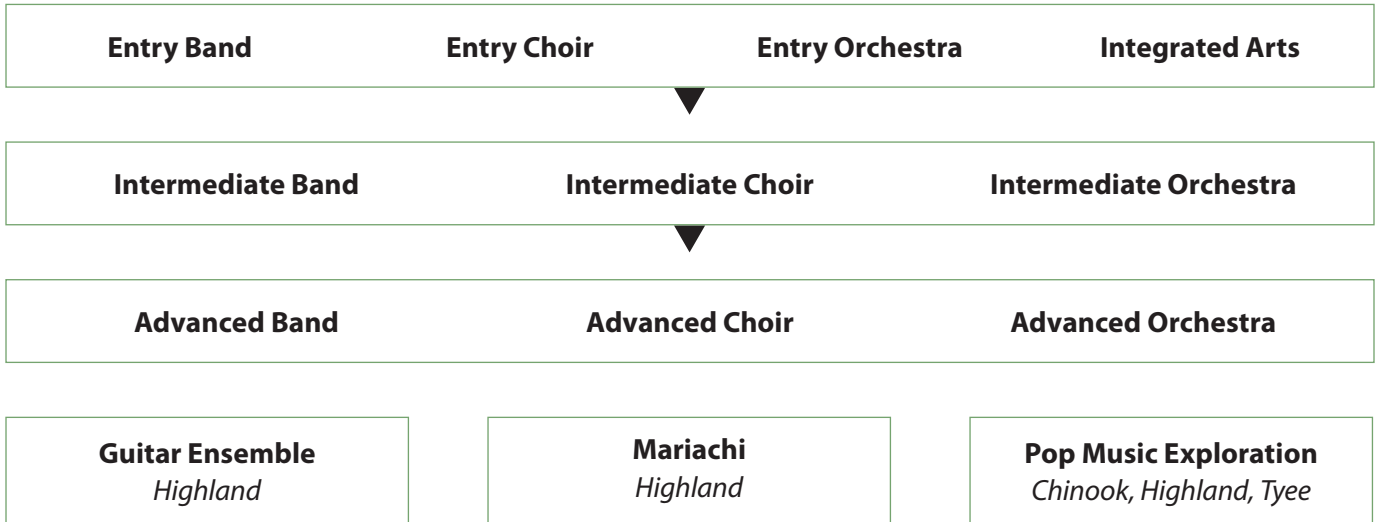 Entry Band Entry Choir Entry Orchestra Integrated Arts
Intermediate Band Intermediate Choir Intermediate Orchestra
Advanced Band Advanced Choir Advanced Orchestra
Guitar Ensemble
Highland
Mariachi
Highland
Pop Music Exploration
Chinook, Highland, Tyee